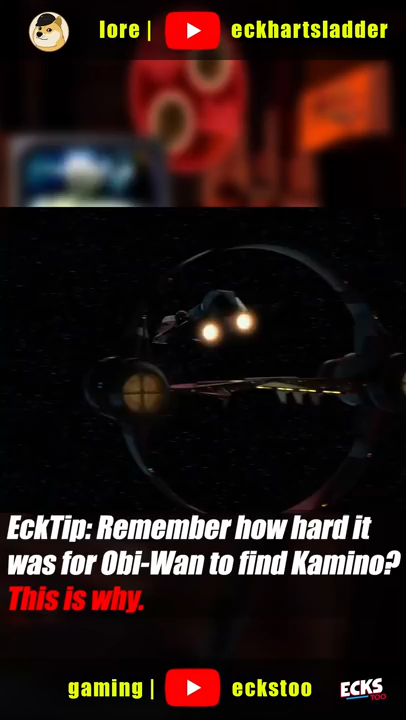 lore | eckhartsladder
EckTip: Remember how hard it
was for Obi-Wan to find Kamino?
This is why.
gaming | eckstoo ECKS
TOO